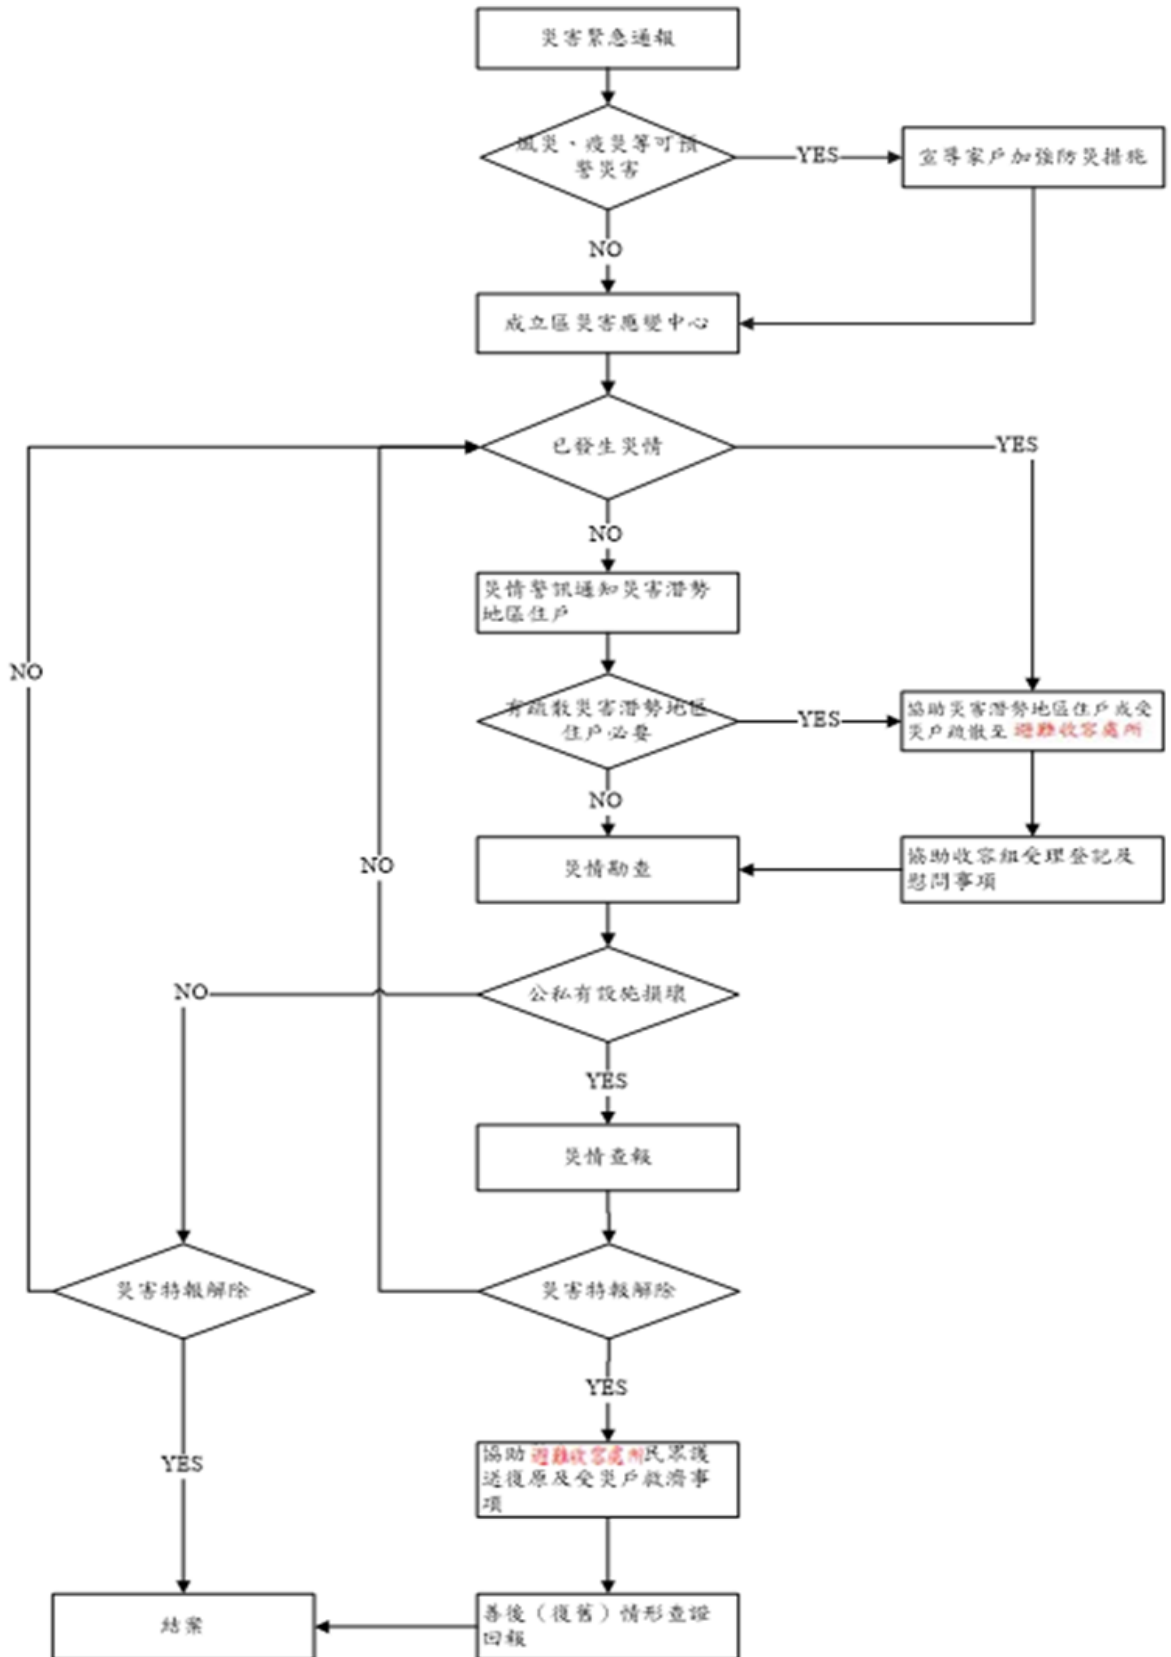 災害緊急通報
風災、疫災等可預
警災害
YES
宣導家戶加強防災措施
NO
成立區災害應變中心
已發生災情
YES
NO
災情警訊通知災害潛勢
地區住戶
NO
有疏散災害潛勢地區
住戶必要
YES
協助災害潛勢地區住戶或受
災戶疏散至 避難收容處所
NO
災情勘查
協助收容組受理登記及
慰問事項
NO
公私有設施損壞
NO
YES
災情查報
災害特報解除
災害特報解除
YES
YES
協助 避難收容處所民眾護
送復原及受災戶救濟事
項
結案
善後（復舊）情形查證
回報